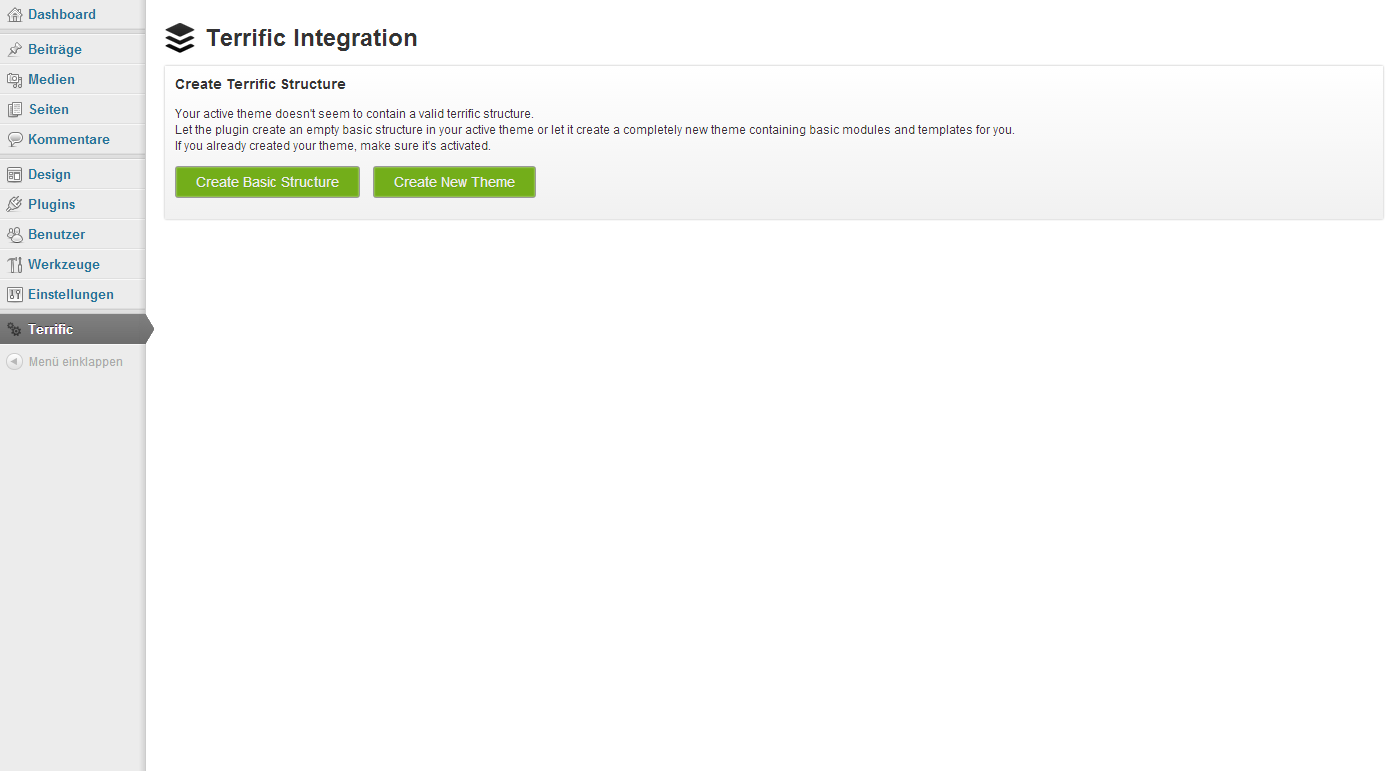 Dashboard
Beiträge
Medien
Seiten
Kommentare
Design
Plugins
Benutzer
Werkzeuge
Einstellungen
Terrific
Menü einklappen
Terrific Integration
Create Terrific Structure
Your active theme doesn't seem to contain a valid terrific structure.
Let the plugin create an empty basic structure in your active theme or let it create a completely new theme containing basic modules and templates for you.
If you already created your theme, make sure it's activated.
Create Basic Structure
Create New Theme